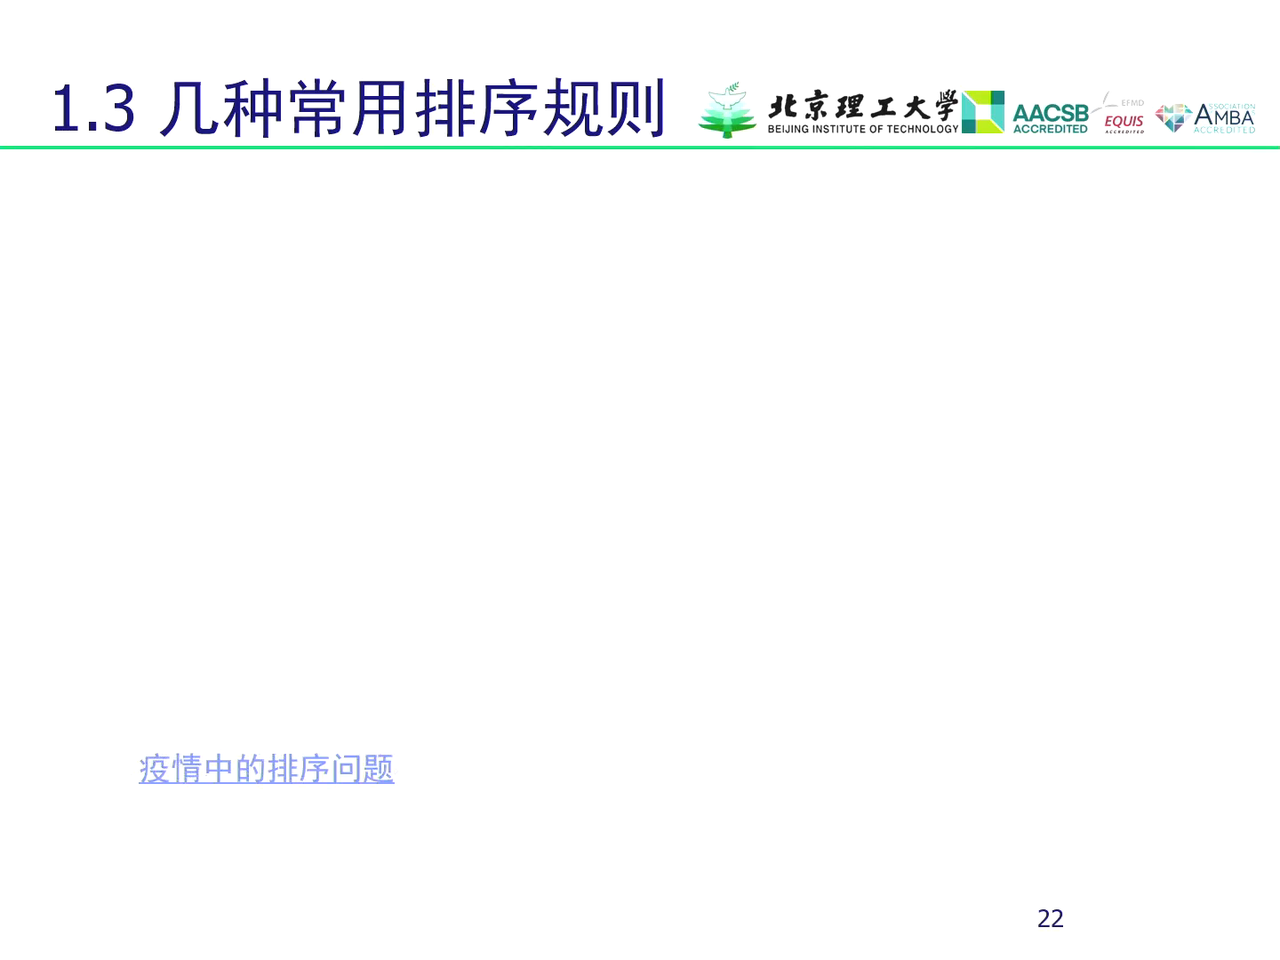 1.3 几种常用排序规则
北京理工大学
BEIJING INSTITUTE OF TECHNOLOGY
AACSB
ACCREDITED
EFMD
EQUIS
ACCREDITED
ASSOCIATION
AMBA
ACCREDITED
疫情中的排序问题
22